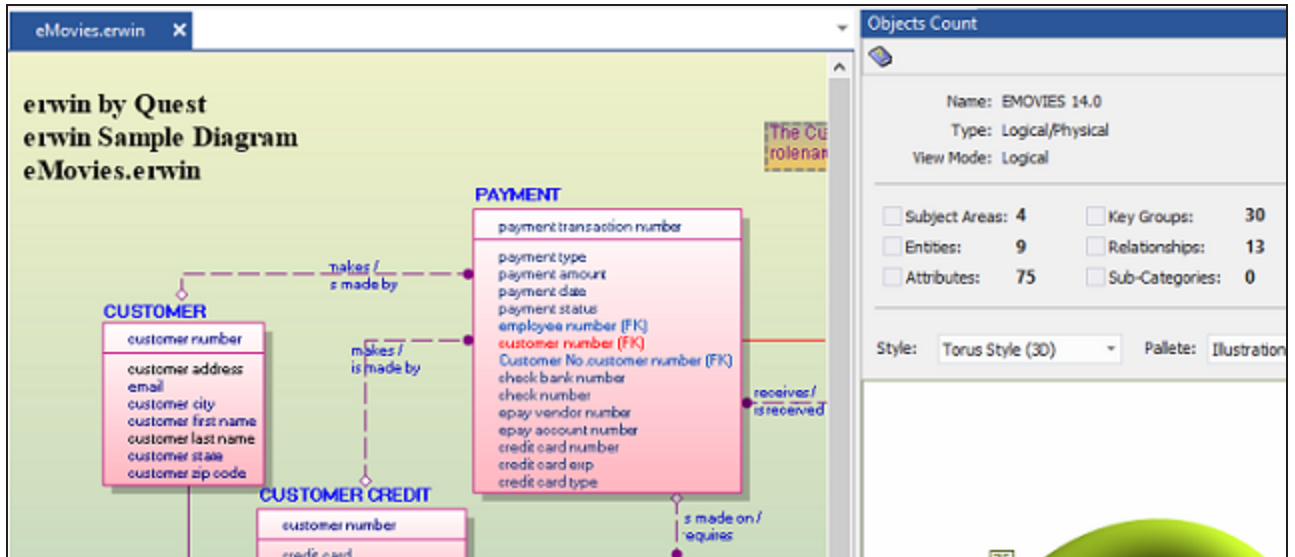 eMovies.erwin
Objects Count
erwin by Quest
erwin Sample Diagram
eMovies.erwin
The Cu
rolenam
Name: EMOVIES 14.0
Type: Logical/Physical
View Mode: Logical
Subject Areas: 4 Key Groups: 30
Entities: 9 Relationships: 13
Attributes: 75 Sub-Categories: 0
Style: Torus Style (3D) Pallete: Illustration
PAYMENT
payment transaction number
payment type
payment amount
payment date
payment status
employee number (FK)
customer number (FK)
Customer No.customer number (FK)
check bank number
check number
epay vendor number
epay account number
credit card number
credit card exp
credit card type
makes /
s made by
CUSTOMER
customer number
customer address
email
customer city
customer first name
customer last name
customer state
customer zip code
makes /
is made by
receives /
is received
CUSTOMER CREDIT
customer number
credit card
s made on /
requires
75